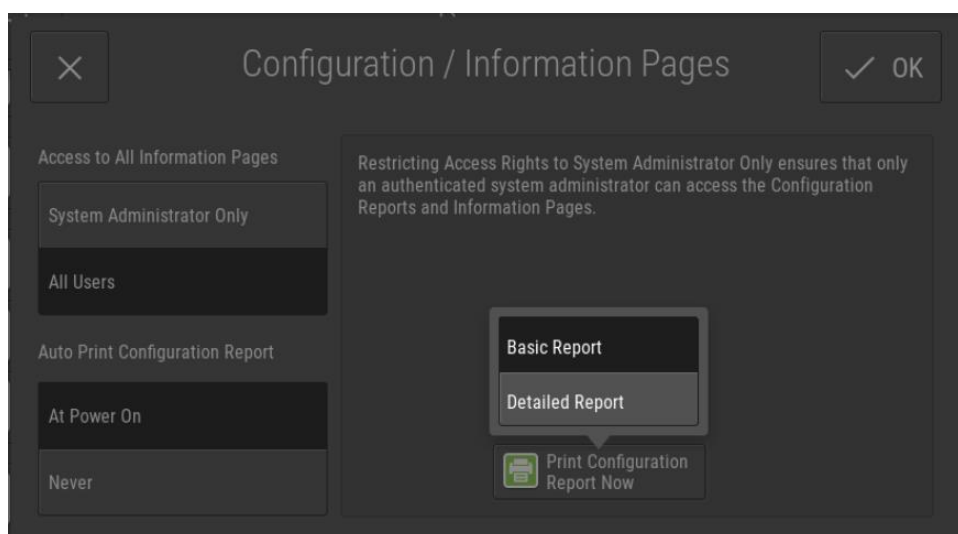 Configuration / Information Pages
OK
Access to All Information Pages
System Administrator Only
All Users
Auto Print Configuration Report
At Power On
Never
Restricting Access Rights to System Administrator Only ensures that only
an authenticated system administrator can access the Configuration
Reports and Information Pages.
Basic Report
Detailed Report
Print Configuration
Report Now